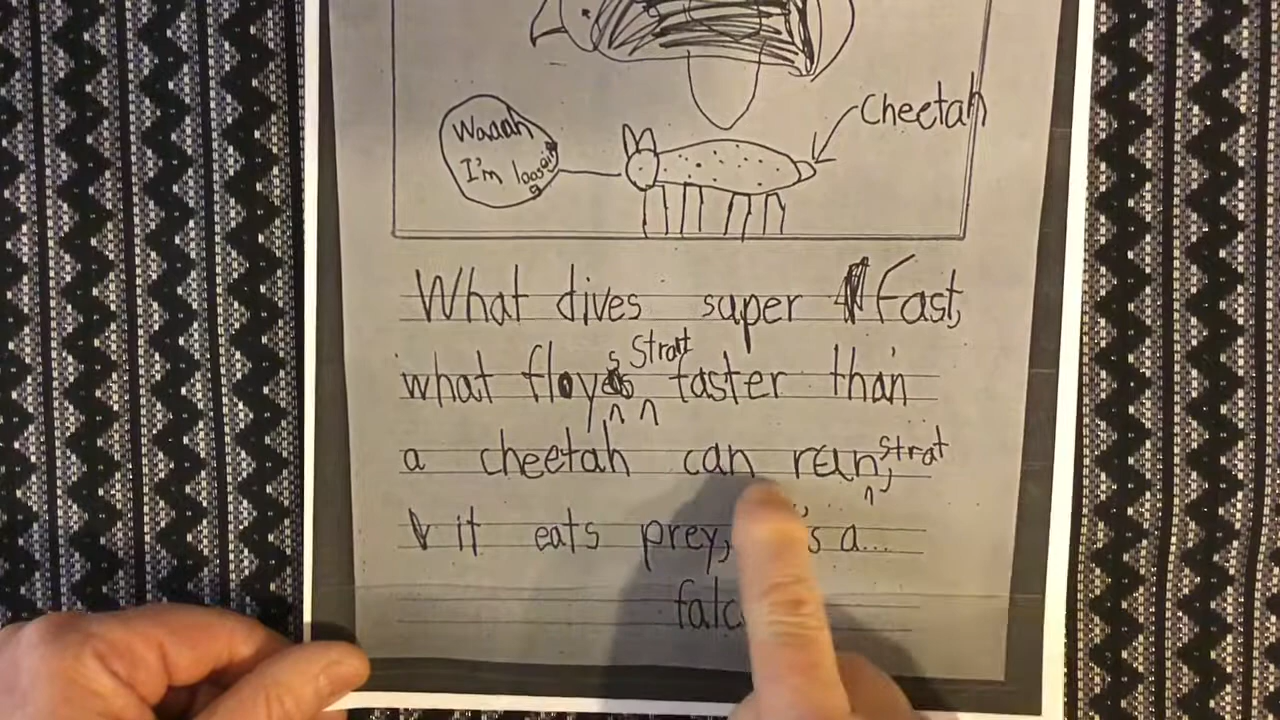 Cheetah
Waaah
I'm loosing
What dives super fast,
what floys strat faster than
a cheetah can ran, strat
it eats prey, s a...
falc